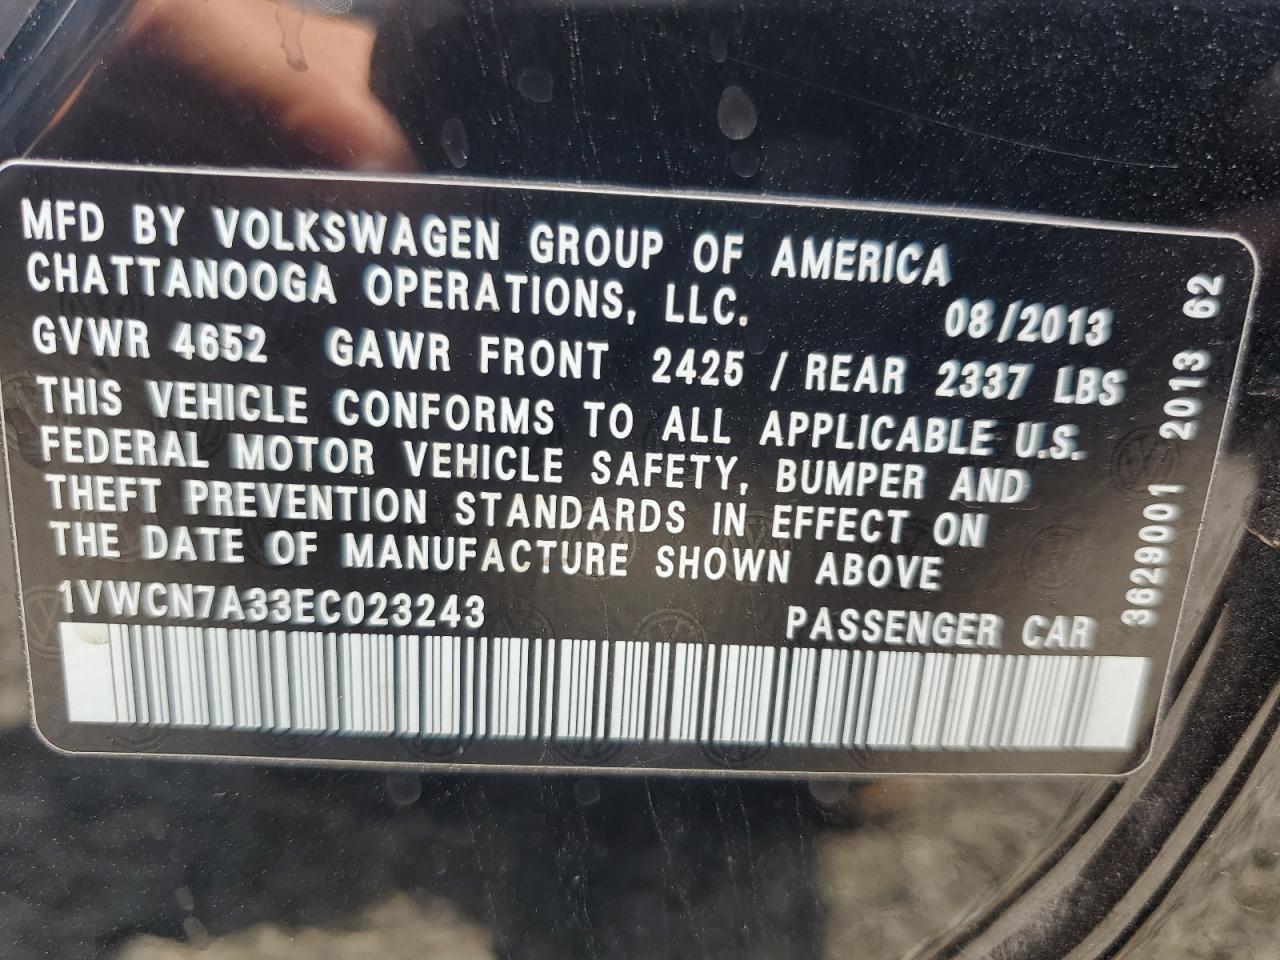 MFD BY VOLKSWAGEN GROUP OF AMERICA
CHATTANOOGA OPERATIONS, LLC. 08/2013
GVWR 4652 GAWR FRONT 2425 / REAR 2337 LBS
THIS VEHICLE CONFORMS TO ALL APPLICABLE U.S.
FEDERAL MOTOR VEHICLE SAFETY, BUMPER AND
THEFT PREVENTION STANDARDS IN EFFECT ON
THE DATE OF MANUFACTURE SHOWN ABOVE
1VWCN7A33EC023243 PASSENGER CAR
3629001 2013 62